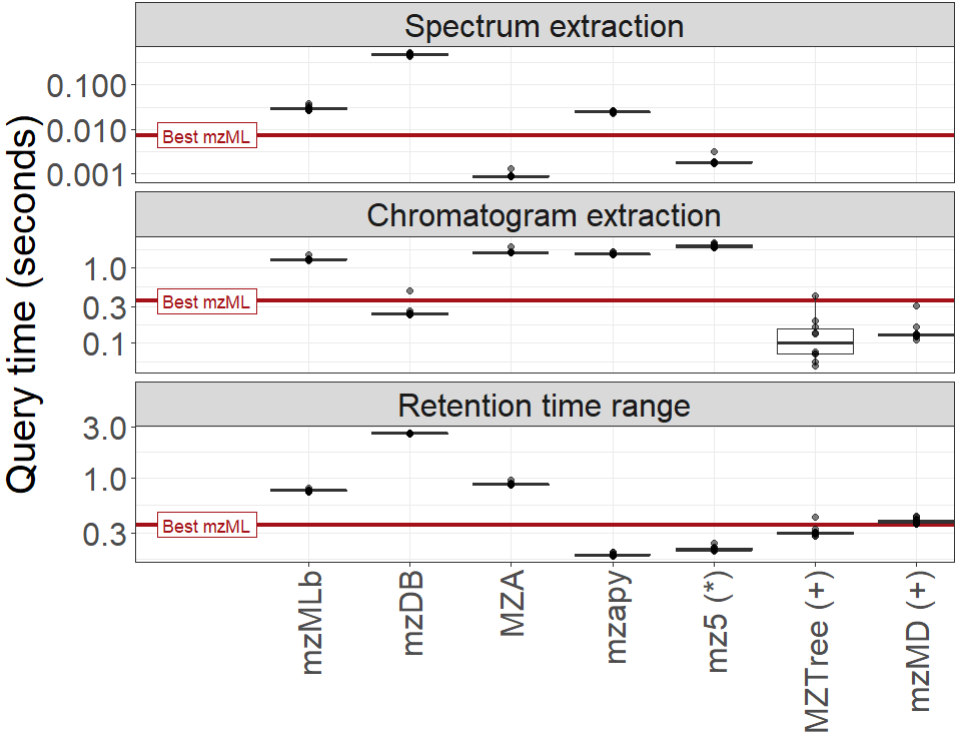 Query time (seconds)
Spectrum extraction
0.100
0.010
0.001
Best mzML
Chromatogram extraction
1.0
0.3
0.1
Best mzML
Retention time range
3.0
1.0
0.3
Best mzML
mzMLb
mzDB
MZA
mzapy
mz5 (*)
MZTree (+)
mzMD (+)